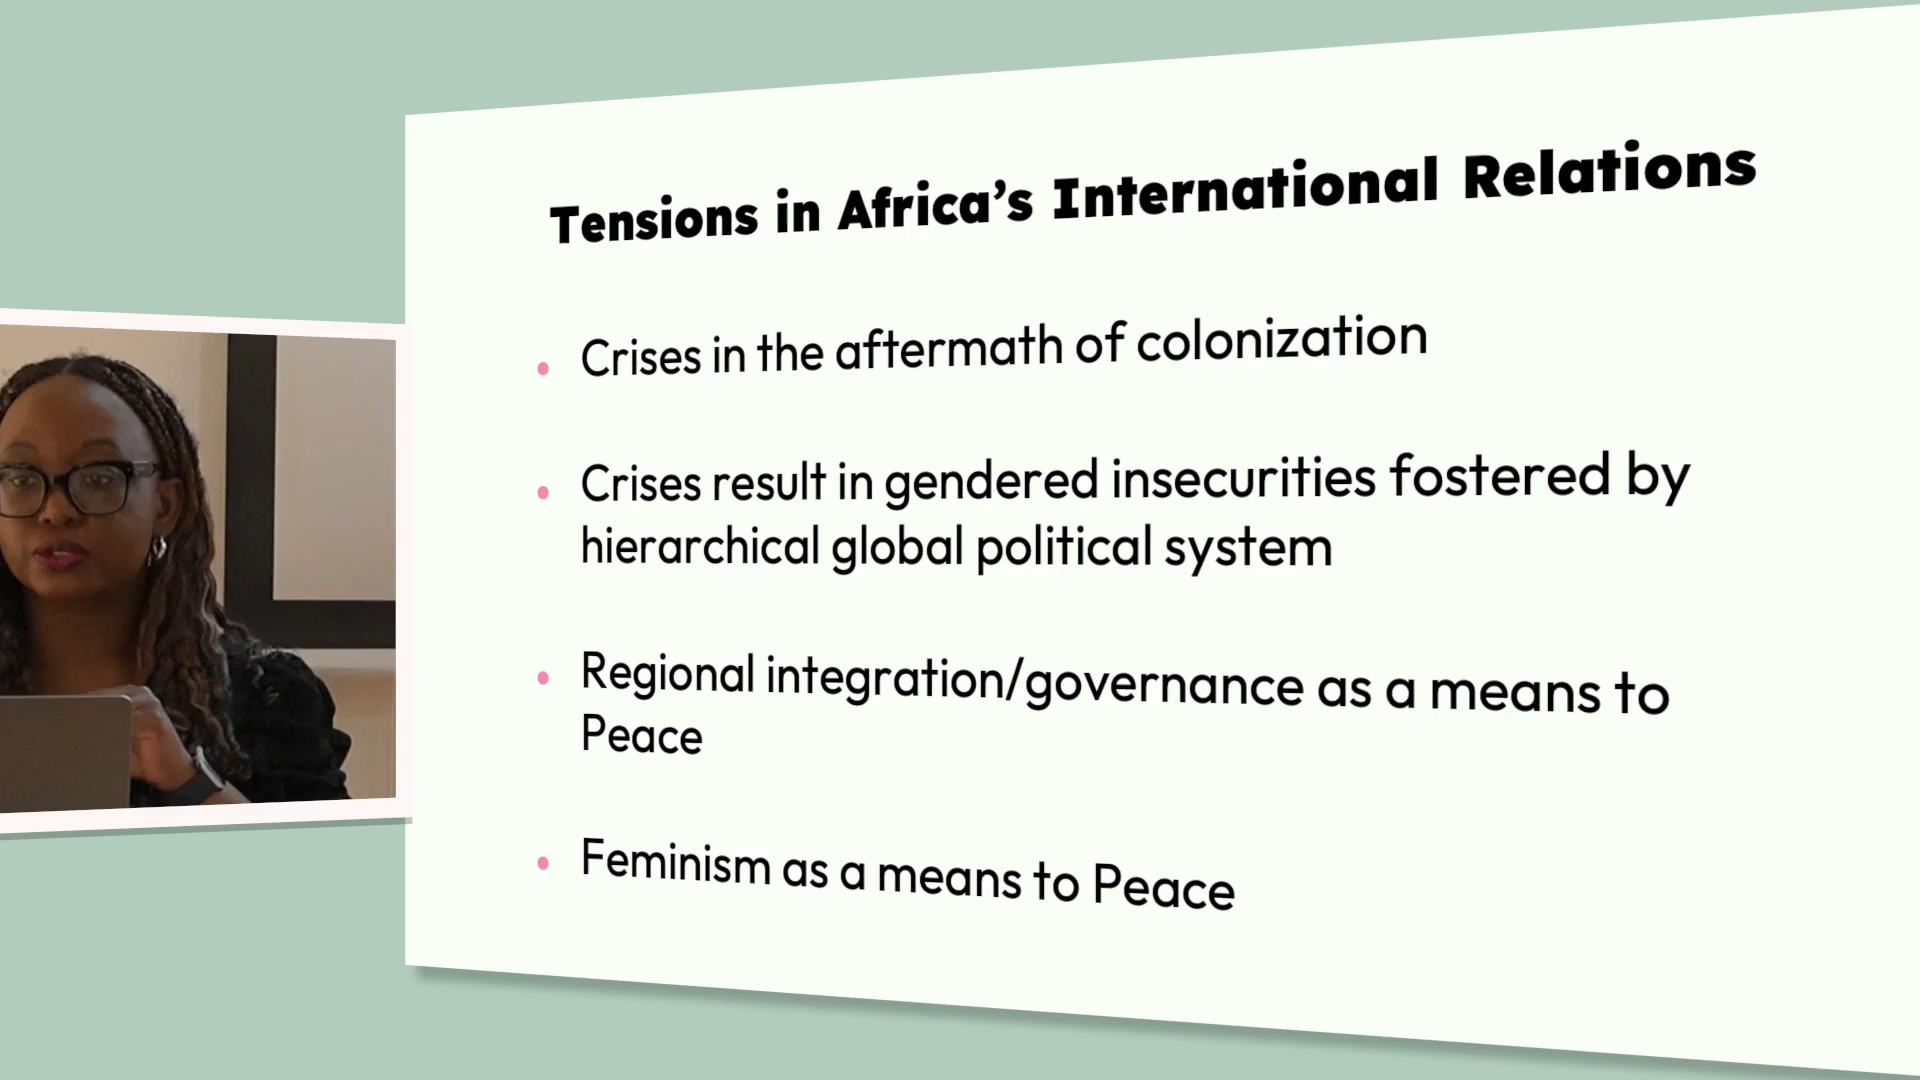 Tensions in Africa’s International Relations
Crises in the aftermath of colonization
Crises result in gendered insecurities fostered by
hierarchical global political system
Regional integration/governance as a means to
Peace
Feminism as a means to Peace